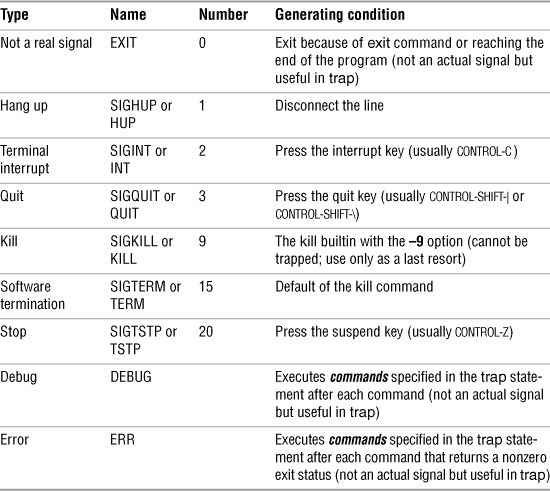 Type Name Number Generating condition
Not a real signal EXIT 0 Exit because of exit command or reaching the
end of the program (not an actual signal but
useful in trap)
Hang up SIGHUP or 1 Disconnect the line
HUP
Terminal SIGINT or 2 Press the interrupt key (usually CONTROL-C )
interrupt INT
Quit SIGQUIT or 3 Press the quit key (usually CONTROL-SHIFT-| or
QUIT CONTROL-SHIFT-\)
Kill SIGKILL or 9 The kill builtin with the –9 option (cannot be
KILL trapped; use only as a last resort)
Software SIGTERM or 15 Default of the kill command
termination TERM
Stop SIGTSTP or 20 Press the suspend key (usually CONTROL-Z)
TSTP
Debug DEBUG Executes commands specified in the trap state-
ment after each command (not an actual signal
but useful in trap)
Error ERR Executes commands specified in the trap state-
ment after each command that returns a nonzero
exit status (not an actual signal but useful in trap)